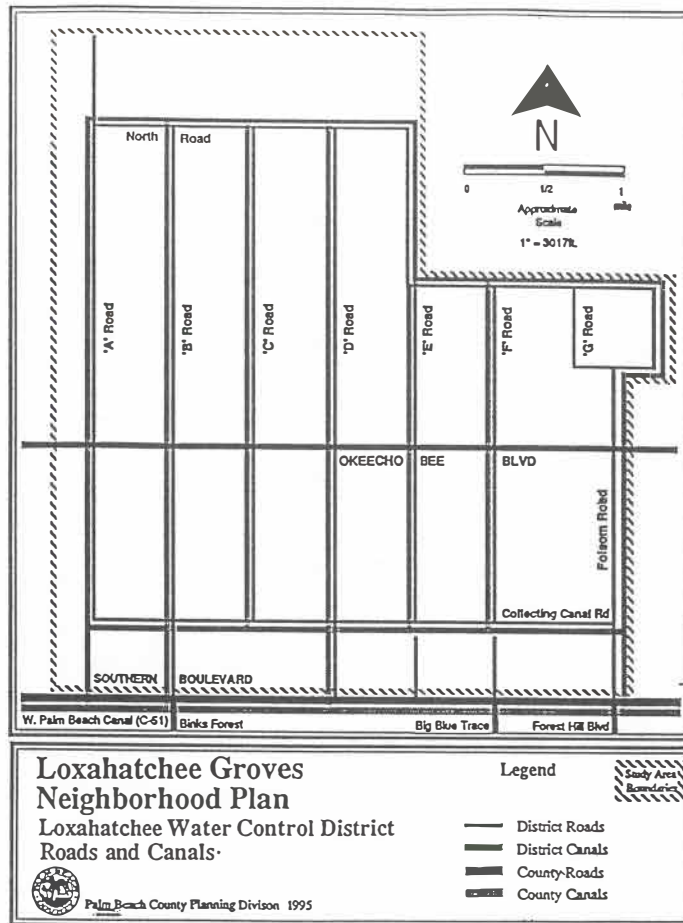 North Road
N
0 1/2 1
mile
Approximate
Scale
1" = 3017ft.
"A" Road
"B" Road
"C" Road
"D" Road
"E" Road
"F" Road
"G" Road
OKEECHO BEE BLVD
Folsom Road
Collecting Canal Rd
SOUTHERN BOULEVARD
W. Palm Beach Canal (C-51) Binks Forest Big Blue Trace Forest Hill Blvd
Loxahatchee Groves
Neighborhood Plan
Loxahatchee Water Control District
Roads and Canals
Palm Beach County Planning Divison 1995
Legend
Study Area
Boundaries
District Roads
District Canals
County Roads
County Canals